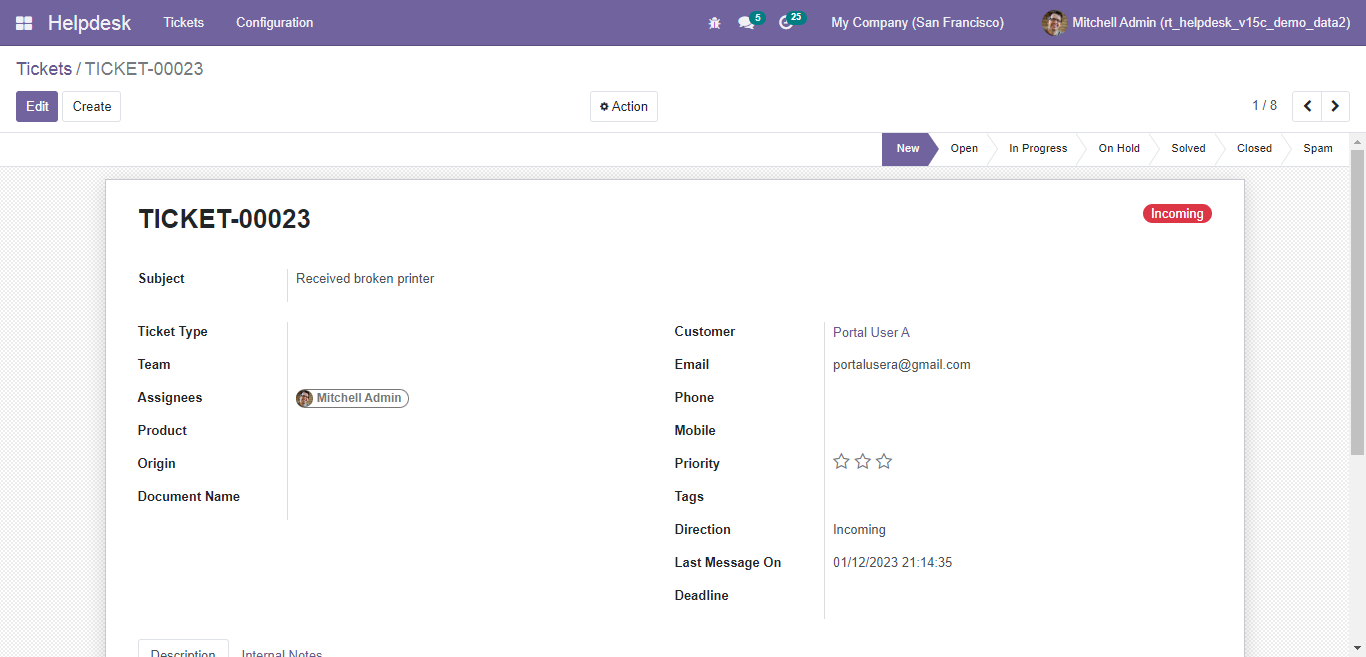 Helpdesk Tickets Configuration 5 25 My Company (San Francisco) Mitchell Admin (rt_helpdesk_v15c_demo_data2)
Tickets / TICKET-00023
Edit Create Action 1 / 8
New Open In Progress On Hold Solved Closed Spam
TICKET-00023 Incoming
Subject Received broken printer
Ticket Type
Team
Assignees Mitchell Admin
Product
Origin
Document Name
Customer Portal User A
Email portalusera@gmail.com
Phone
Mobile
Priority
Tags
Direction Incoming
Last Message On 01/12/2023 21:14:35
Deadline
Description Internal Notes